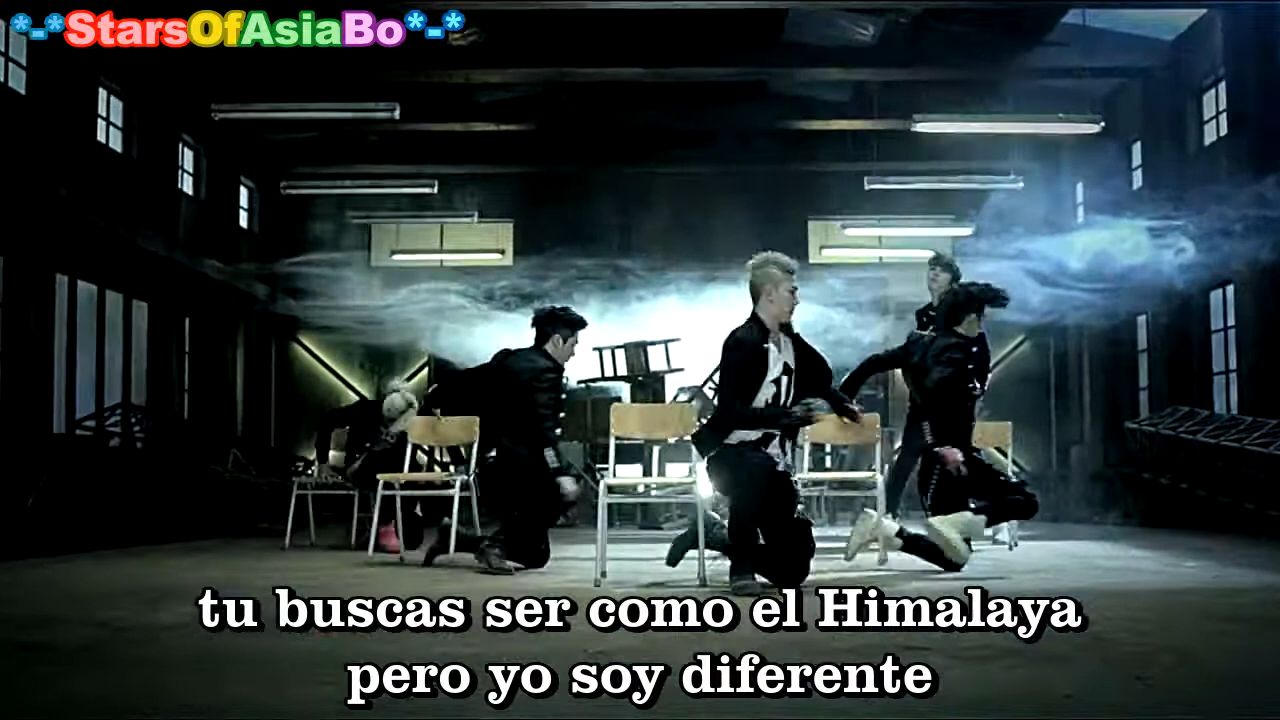 *-*StarsOfAsiaBo*-*
tu buscas ser como el Himalaya
pero yo soy diferente